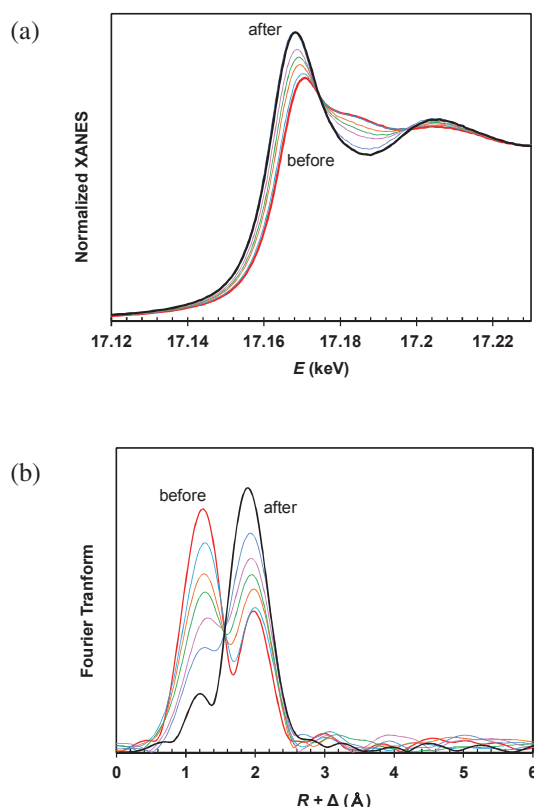 (a)
after
before
Normalized XANES
17.12 17.14 17.16 17.18 17.2 17.22
E (keV)
(b)
before
after
Fourier Tranform
0 1 2 3 4 5 6
R + Δ (Å)